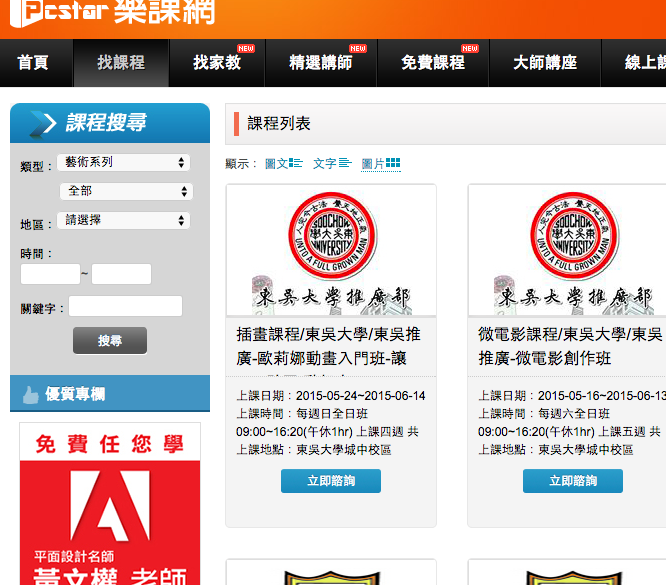 Pcstar 樂課網
首頁
找課程
找家教 NEW
精選講師 NEW
免費課程 NEW
大師講座
線上課
課程搜尋
類型： 藝術系列
全部
地區： 請選擇
時間：
~
關鍵字：
搜尋
優質專欄
免費任您學
平面設計名師
黃文權 老師
課程列表
顯示： 圖文 文字 圖片
SOOCHOW
UNIVERSITY
UNTO A FULL GROWN MAN
東吳大學推廣部
插畫課程/東吳大學/東吳推
廣-歐莉娜動畫入門班-讓
上課日期：2015-05-24~2015-06-14
上課時間：每週日全日班
09:00~16:20(午休1hr) 上課四週 共
上課地點：東吳大學城中校區
立即諮詢
SOOCHOW
UNIVERSITY
UNTO A FULL GROWN MAN
東吳大學推廣部
微電影課程/東吳大學/東吳
推廣-微電影創作班
上課日期：2015-05-16~2015-06-13
上課時間：每週六全日班
09:00~16:20(午休1hr) 上課五週 共
上課地點：東吳大學城中校區
立即諮詢